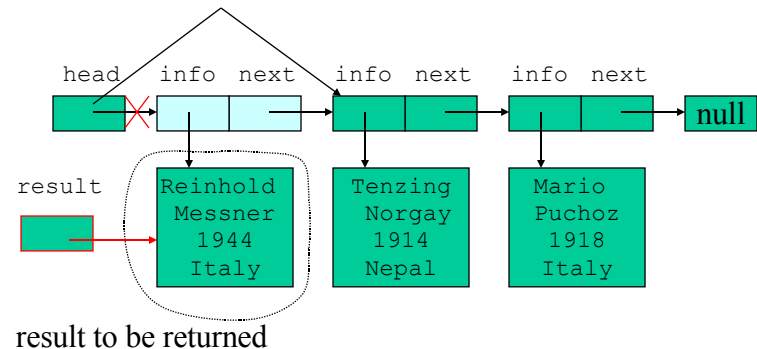 head info next info next info next
null
result
Reinhold
Messner
1944
Italy
Tenzing
Norgay
1914
Nepal
Mario
Puchoz
1918
Italy
result to be returned